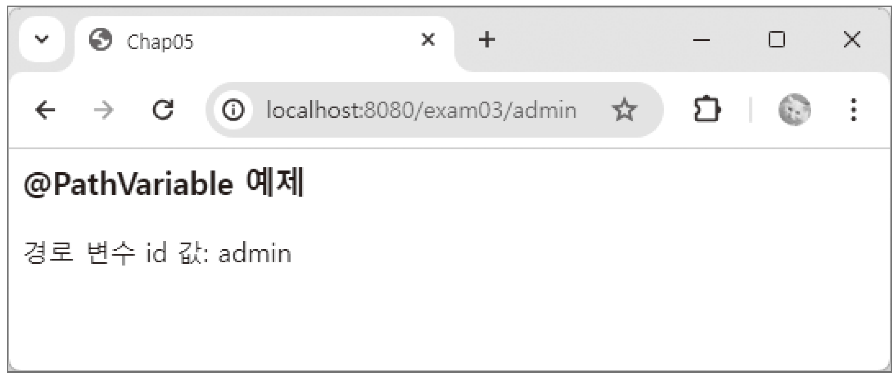 Chap05
localhost:8080/exam03/admin
@PathVariable 예제
경로 변수 id 값: admin